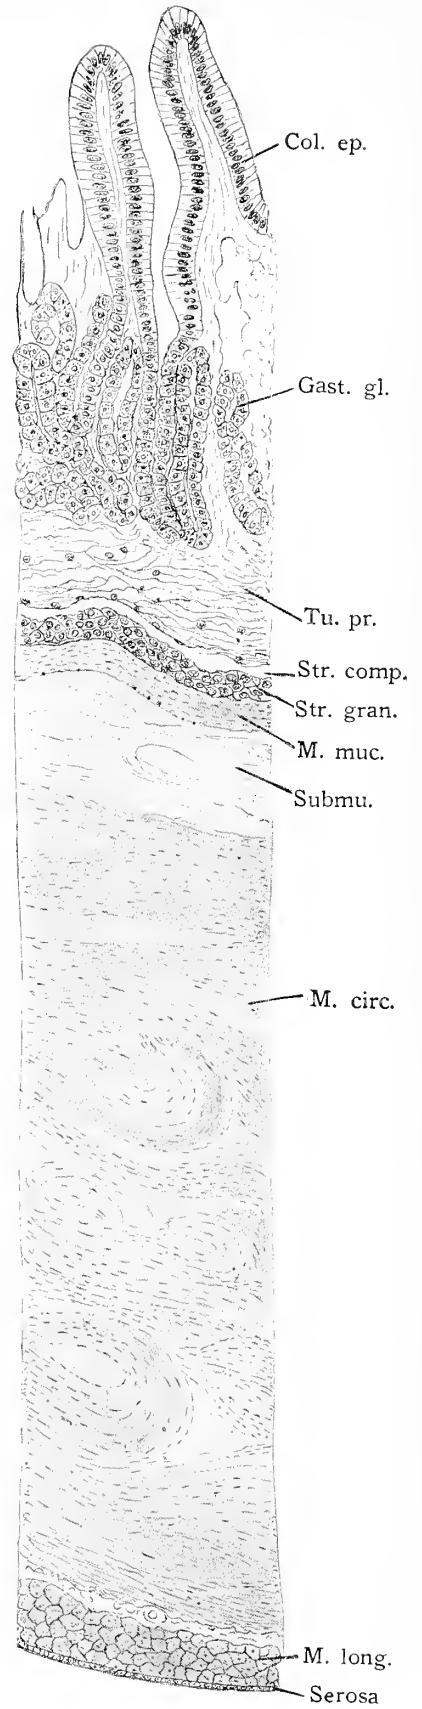 Col. ep.
Gast. gl.
Tu. pr.
Str. comp.
Str. gran.
M. muc.
Submu.
M. circ.
M. long.
Serosa